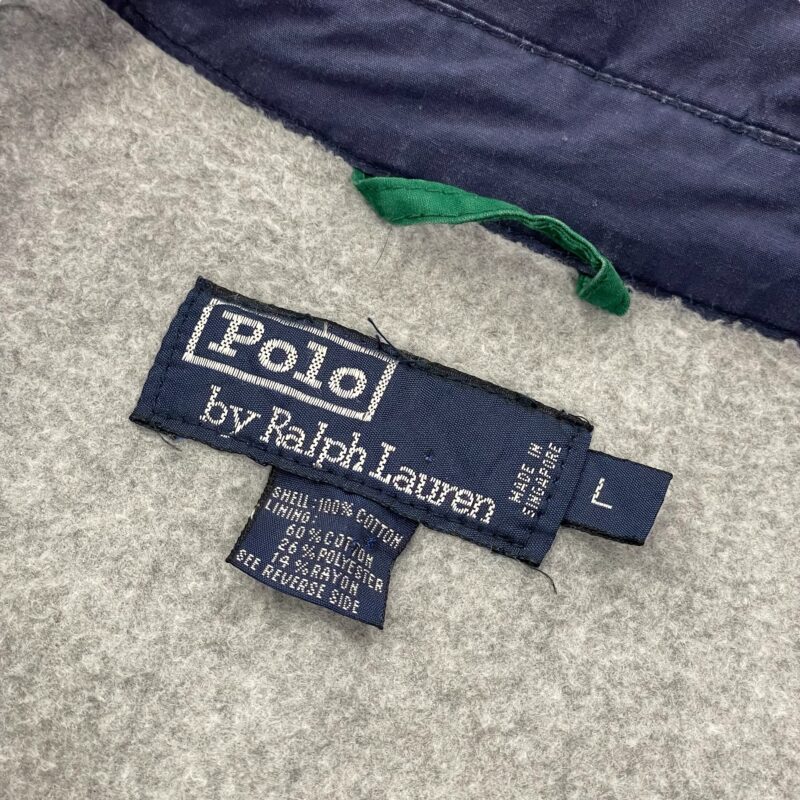 Polo
by Ralph Lauren
MADE IN
SINGAPORE
L
SHELL: 100% COTTON
LINING:
60% COTTON
26% POLYESTER
14% RAYON
SEE REVERSE SIDE